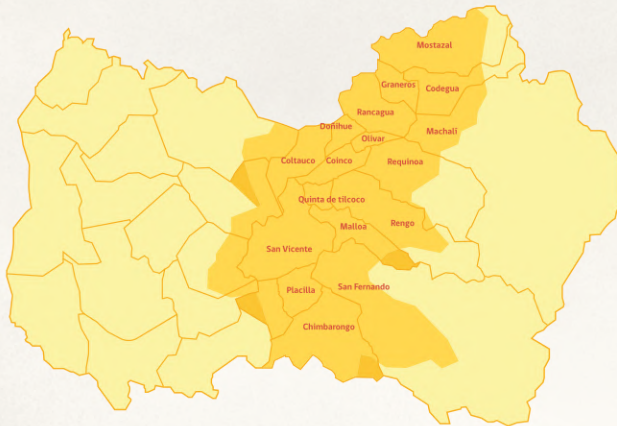 Mostazal
Graneros
Codegua
Rancagua
Machalí
Doñihue
Olivar
Coltauco
Coinco
Requinoa
Quinta de tilcoco
Malloa
Rengo
San Vicente
Placilla
San Fernando
Chimbarongo